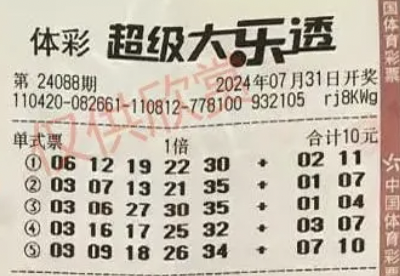 体彩 超级大乐透
第 24088期 2024年07月31日开奖
110420-082661-110812-778100 932105 rj8KWg
单式票 1倍 合计10元
① 06 12 19 22 30 + 02 11
② 03 07 13 21 35 + 01 07
③ 03 06 27 30 35 + 01 04
④ 03 16 17 25 32 + 03 07
⑤ 03 09 18 26 34 + 07 10
仅供欣赏
国体育彩票
中国体育彩